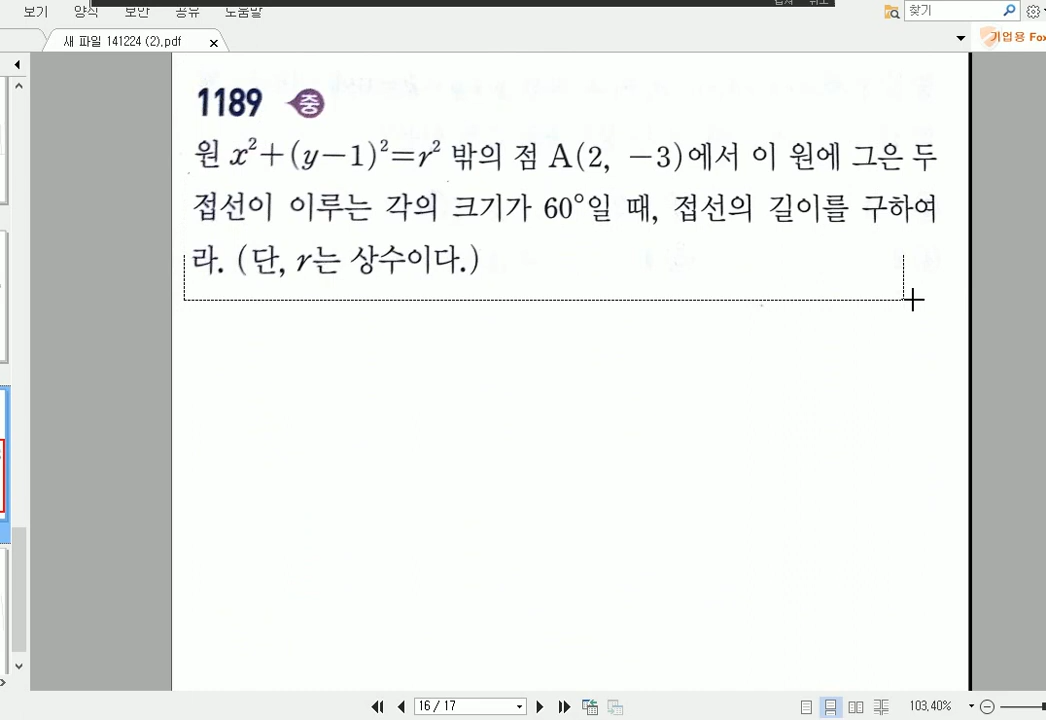 보기 양식 보안 공유 도움말
찾기
새 파일 141224 (2).pdf
기업용 Fox
1189 중
원 x²+(y−1)²=r² 밖의 점 A(2, −3)에서 이 원에 그은 두
접선이 이루는 각의 크기가 60°일 때, 접선의 길이를 구하여
라. (단, r는 상수이다.)
16 / 17
103,40%